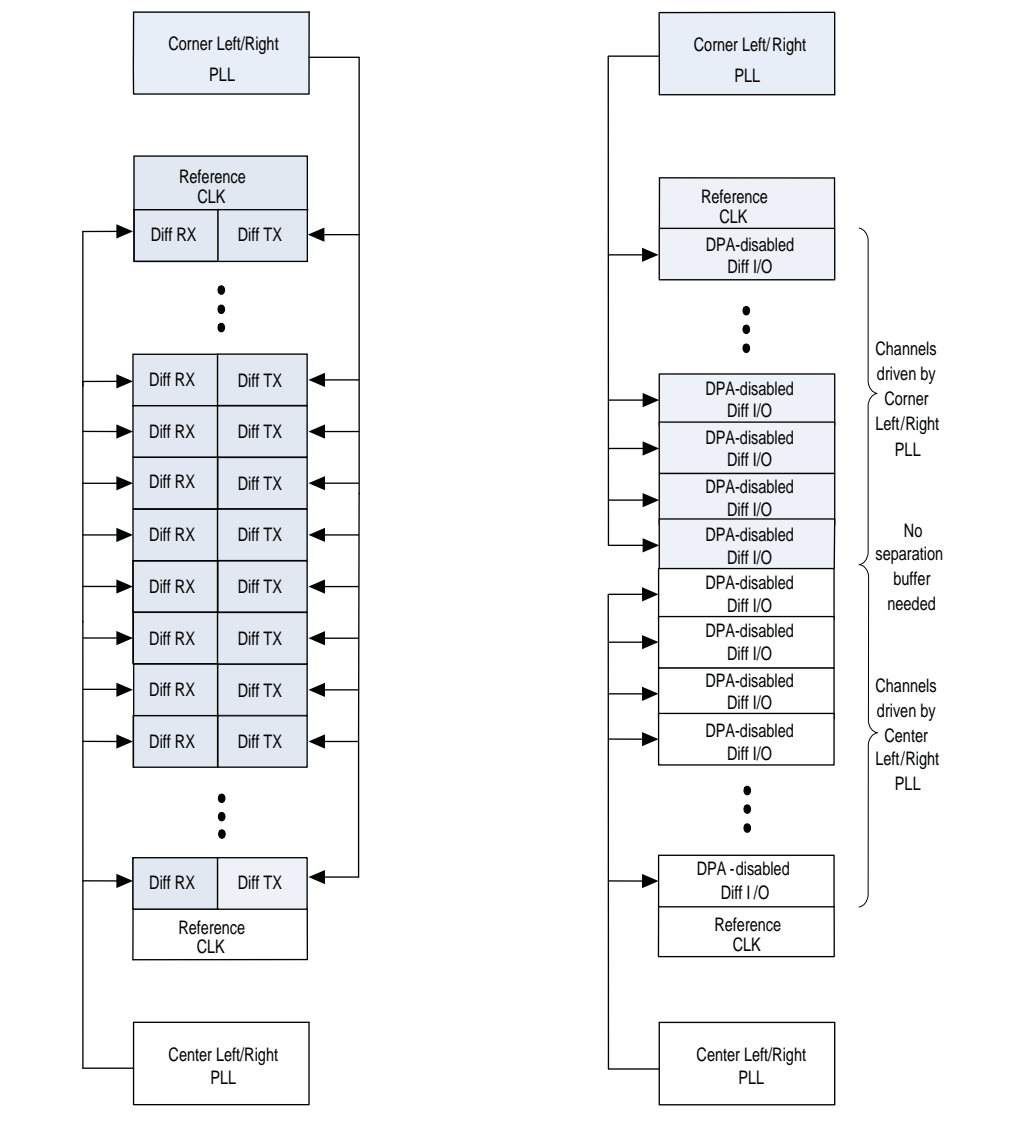 Corner Left/Right
PLL
Reference
CLK
Diff RX Diff TX
Diff RX Diff TX
Diff RX Diff TX
Diff RX Diff TX
Diff RX Diff TX
Diff RX Diff TX
Diff RX Diff TX
Diff RX Diff TX
Diff RX Diff TX
Diff RX Diff TX
Reference
CLK
Center Left/Right
PLL
Corner Left/Right
PLL
Reference
CLK
DPA-disabled
Diff I/O
DPA-disabled
Diff I/O
DPA-disabled
Diff I/O
DPA-disabled
Diff I/O
DPA-disabled
Diff I/O
DPA-disabled
Diff I/O
DPA-disabled
Diff I/O
DPA-disabled
Diff I/O
DPA-disabled
Diff I/O
DPA-disabled
Diff I/O
Reference
CLK
Center Left/Right
PLL
Channels
driven by
Corner
Left/Right
PLL
No
separation
buffer
needed
Channels
driven by
Center
Left/Right
PLL